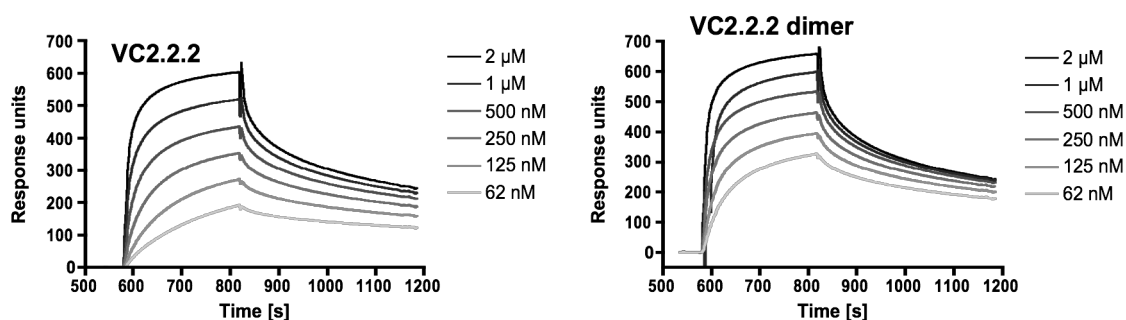 VC2.2.2
Response units
700
600
500
400
300
200
100
0
500 600 700 800 900 1000 1100 1200
Time [s]
2 µM
1 µM
500 nM
250 nM
125 nM
62 nM
VC2.2.2 dimer
Response units
700
600
500
400
300
200
100
0
500 600 700 800 900 1000 1100 1200
Time [s]
2 µM
1 µM
500 nM
250 nM
125 nM
62 nM